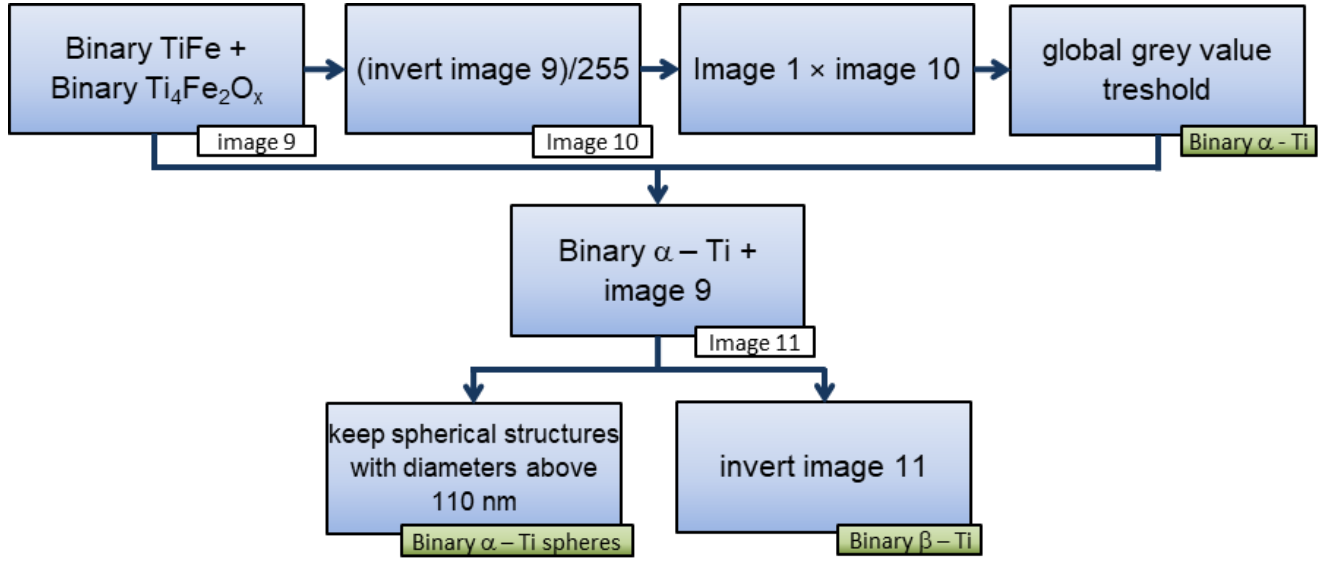 Binary TiFe +
Binary Ti₄Fe₂Oₓ
image 9
(invert image 9)/255
Image 10
Image 1 × image 10
global grey value
treshold
Binary α - Ti
Binary α – Ti +
image 9
Image 11
keep spherical structures
with diameters above
110 nm
Binary α – Ti spheres
invert image 11
Binary β – Ti